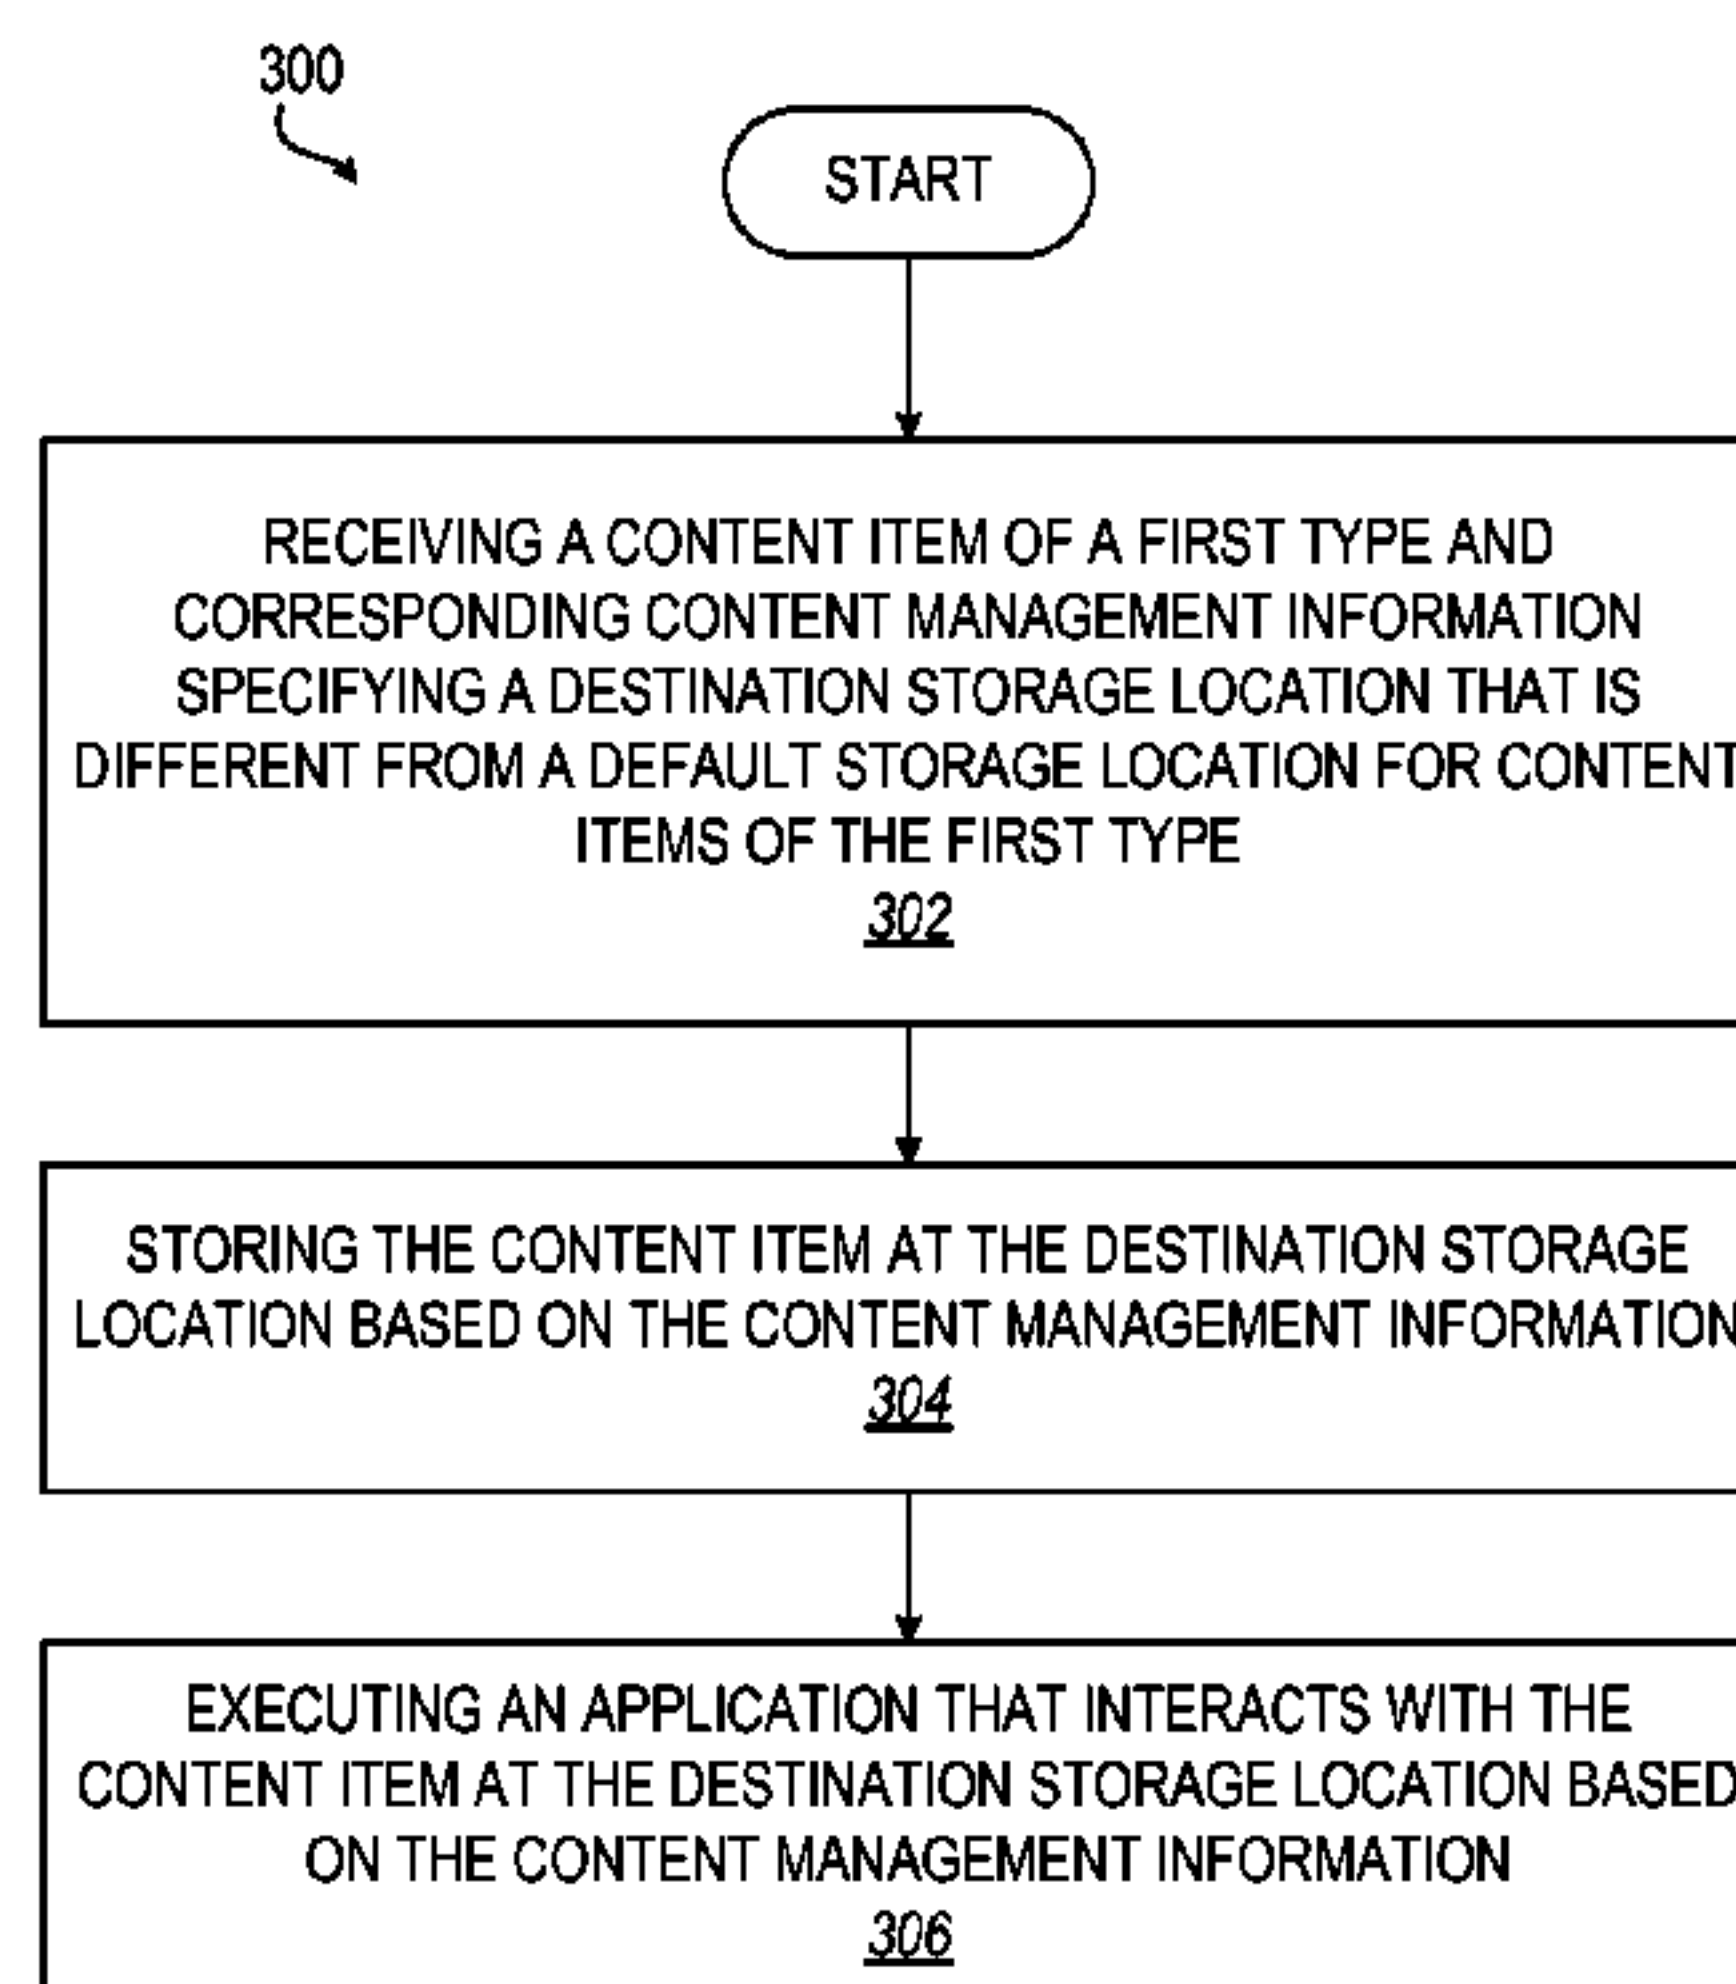 300
START
RECEIVING A CONTENT ITEM OF A FIRST TYPE AND
CORRESPONDING CONTENT MANAGEMENT INFORMATION
SPECIFYING A DESTINATION STORAGE LOCATION THAT IS
DIFFERENT FROM A DEFAULT STORAGE LOCATION FOR CONTENT
ITEMS OF THE FIRST TYPE
302
STORING THE CONTENT ITEM AT THE DESTINATION STORAGE
LOCATION BASED ON THE CONTENT MANAGEMENT INFORMATION
304
EXECUTING AN APPLICATION THAT INTERACTS WITH THE
CONTENT ITEM AT THE DESTINATION STORAGE LOCATION BASED
ON THE CONTENT MANAGEMENT INFORMATION
306